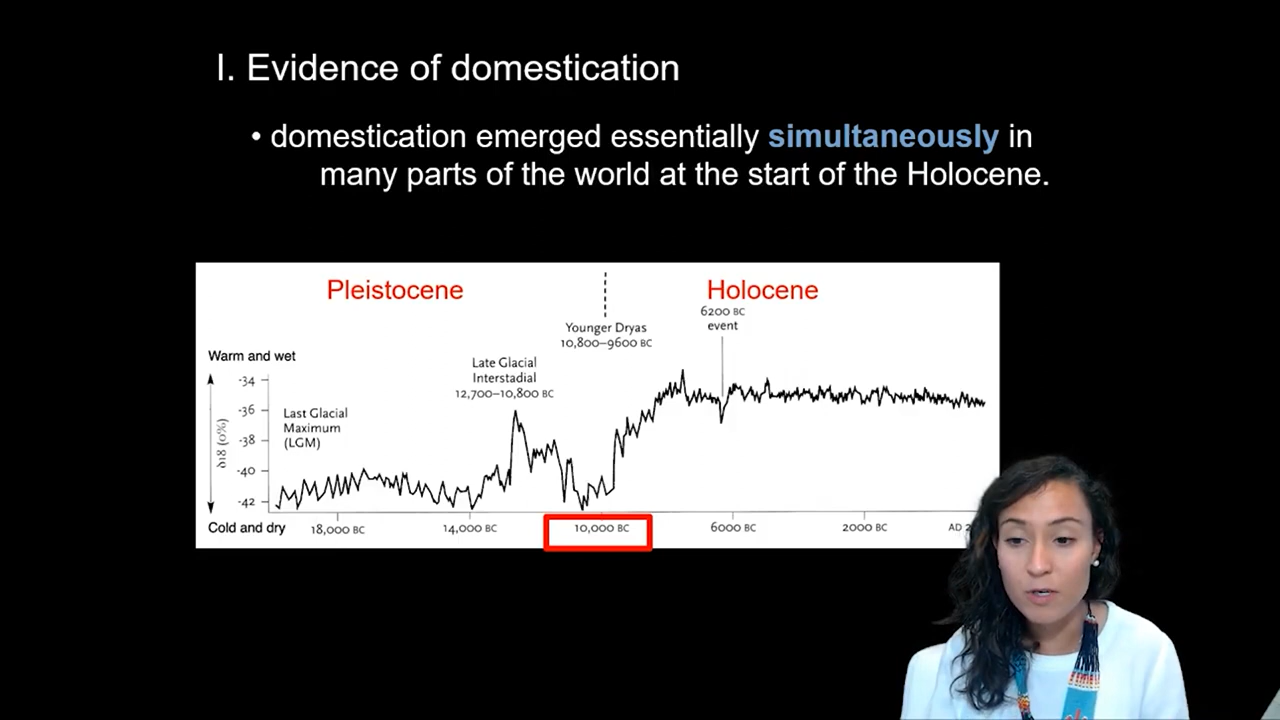 I. Evidence of domestication
• domestication emerged essentially simultaneously in
many parts of the world at the start of the Holocene.
Pleistocene
Holocene
6200 BC
event
Younger Dryas
10,800–9600 BC
Warm and wet
Late Glacial
Interstadial
12,700–10,800 BC
-34
-36
Last Glacial
Maximum
(LGM)
-38
δ18 (0%)
-40
-42
Cold and dry
18,000 BC
14,000 BC
10,000 BC
6000 BC
2000 BC
AD